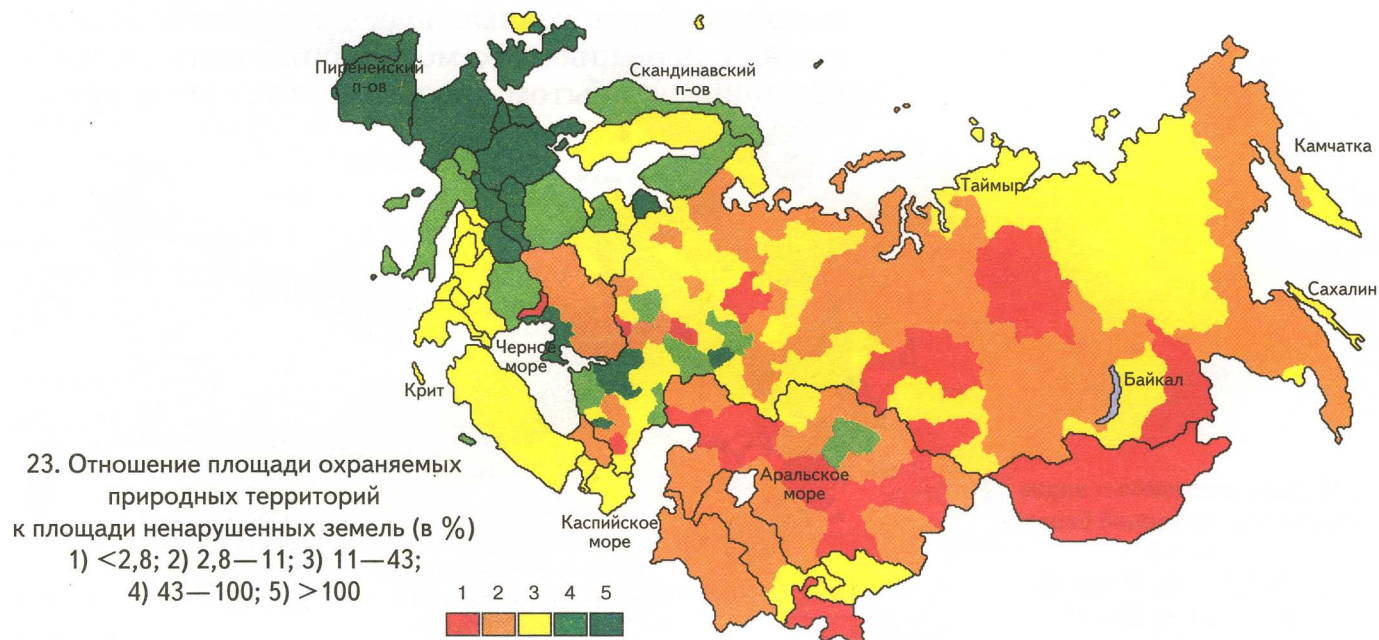 Пиренейский
п-ов
Скандинавский
п-ов
Камчатка
Таймыр
Сахалин
Черное
море
Байкал
Крит
Аральское
море
Каспийское
море
23. Отношение площади охраняемых
природных территорий
к площади ненарушенных земель (в %)
1) <2,8; 2) 2,8—11; 3) 11—43;
4) 43—100; 5) >100
1 2 3 4 5